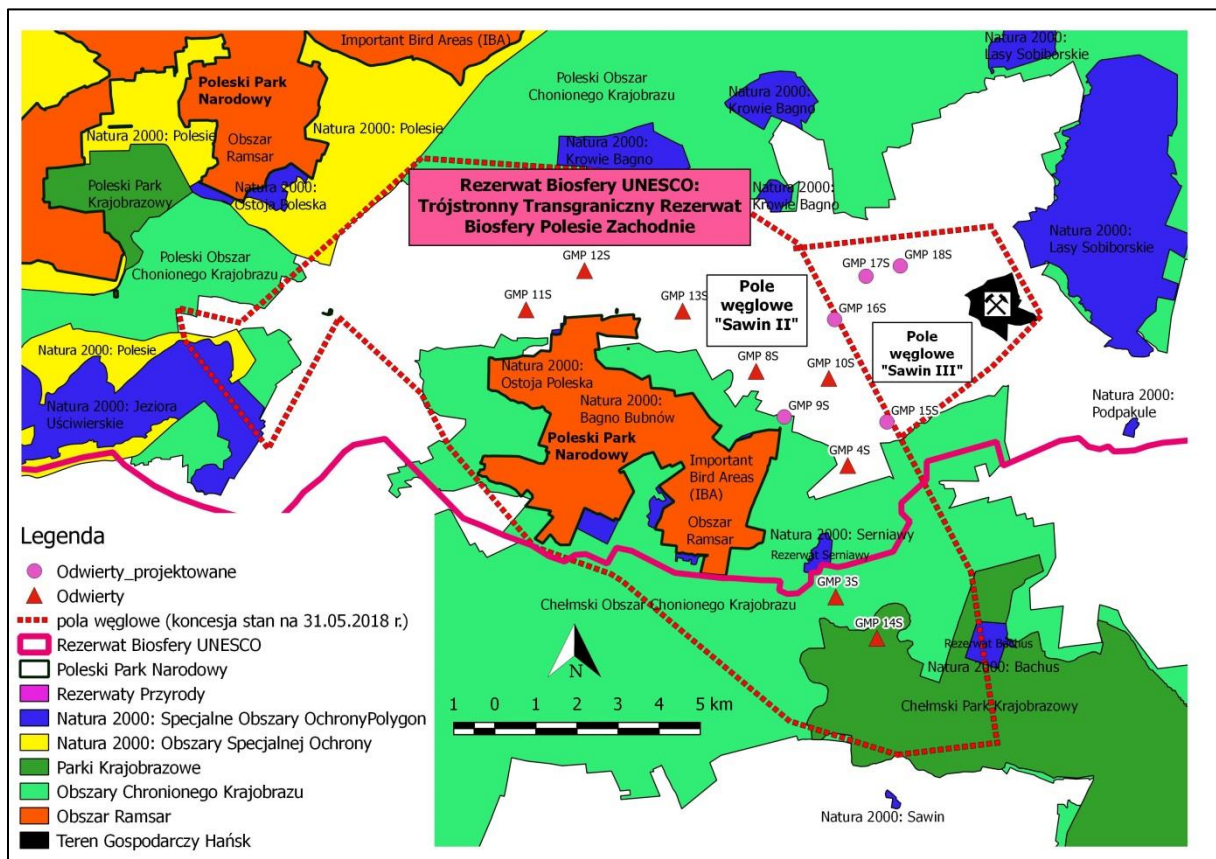 Important Bird Areas (IBA)
Natura 2000:
Lasy Sobiborskie
Poleski Park
Narodowy
Poleski Obszar
Chonionego Krajobrazu
Natura 2000:
Krowie Bagno
Natura 2000: Polesie
Natura 2000: Polesie
Obszar
Ramsar
Natura 2000:
Krowie Bagno
Poleski Park
Krajobrazowy
Natura 2000:
Ostoja Poleska
Natura 2000:
Krowie Bagno
Rezerwat Biosfery UNESCO:
Trójstronny Transgraniczny Rezerwat
Biosfery Polesie Zachodnie
Poleski Obszar
Chonionego Krajobrazu
Natura 2000:
Lasy Sobiborskie
GMP 12S
GMP 17S
GMP 18S
GMP 11S
GMP 13S
Pole
węglowe
"Sawin II"
GMP 16S
Pole
węglowe
"Sawin III"
Natura 2000: Polesie
Natura 2000:
Ostoja Poleska
GMP 8S
GMP 10S
Natura 2000: Jeziora
Uściwierskie
Natura 2000:
Bagno Bubnów
GMP 9S
GMP 15S
Natura 2000:
Podpakule
Poleski Park
Narodowy
GMP 4S
Important
Bird Areas
(IBA)
Obszar
Ramsar
Natura 2000: Serniawy
Rezerwat Serniawy
GMP 3S
Chełmski Obszar Chonionego Krajobrazu
GMP 14S
Rezerwat Bachus
Natura 2000: Bachus
Chełmski Park Krajobrazowy
N
1 0 1 2 3 4 5 km
Natura 2000: Sawin
Legenda
Odwierty_projektowane
Odwierty
pola węglowe (koncesja stan na 31.05.2018 r.)
Rezerwat Biosfery UNESCO
Poleski Park Narodowy
Rezerwaty Przyrody
Natura 2000: Specjalne Obszary OchronyPolygon
Natura 2000: Obszary Specjalnej Ochrony
Parki Krajobrazowe
Obszary Chronionego Krajobrazu
Obszar Ramsar
Teren Gospodarczy Hańsk